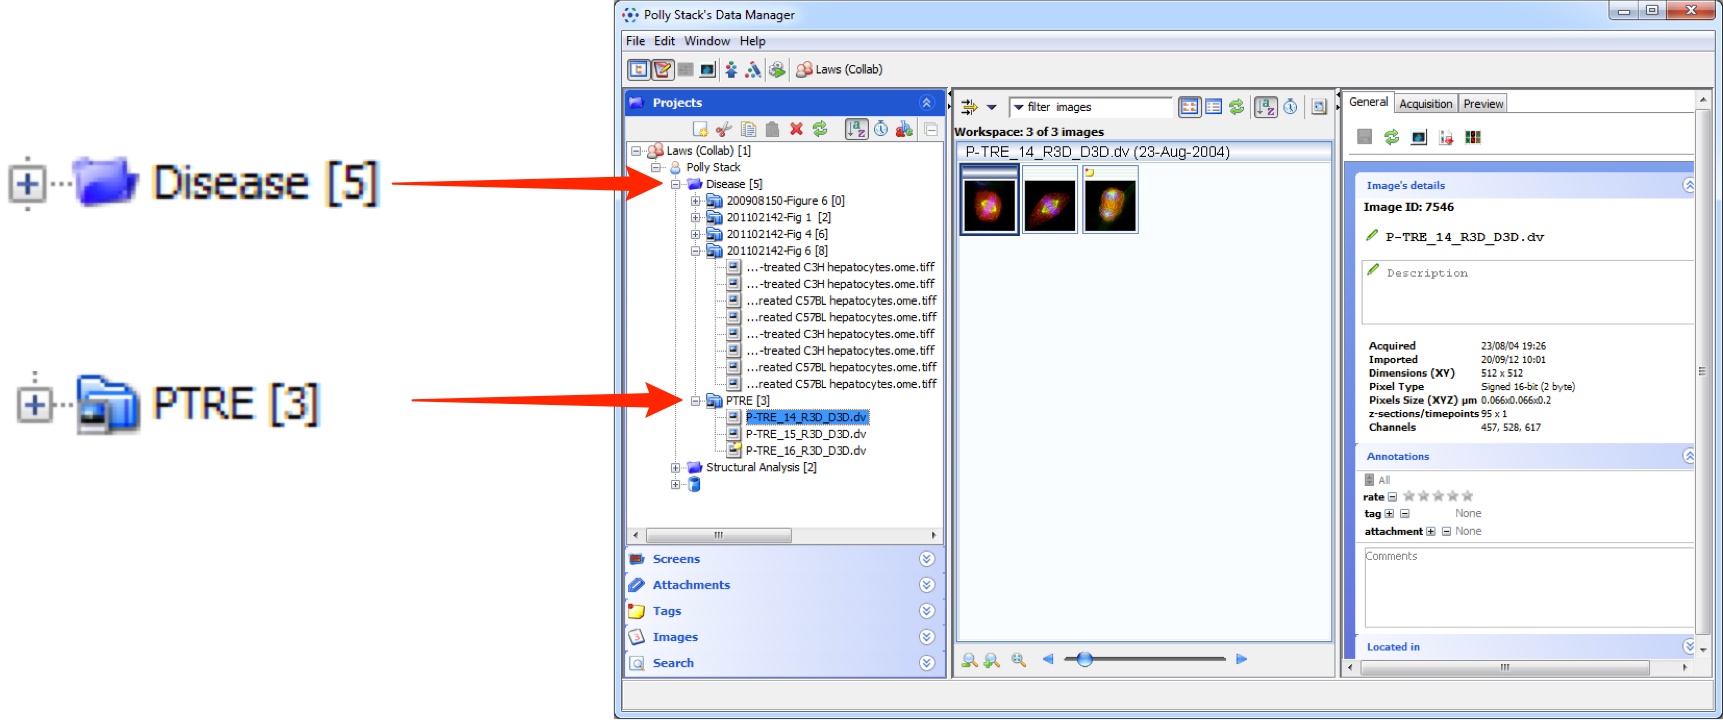 Disease [5]
PTRE [3]
Polly Stack's Data Manager
File Edit Window Help
Laws (Collab)
Projects
Laws (Collab) [1]
Polly Stack
Disease [5]
200908150-Figure 6 [0]
201102142-Fig 1 [2]
201102142-Fig 4 [6]
201102142-Fig 6 [8]
...-treated C3H hepatocytes.ome.tiff
...-treated C3H hepatocytes.ome.tiff
...reated C57BL hepatocytes.ome.tiff
...reated C57BL hepatocytes.ome.tiff
...-treated C3H hepatocytes.ome.tiff
...-treated C3H hepatocytes.ome.tiff
...reated C57BL hepatocytes.ome.tiff
...reated C57BL hepatocytes.ome.tiff
PTRE [3]
P-TRE_14_R3D_D3D.dv
P-TRE_15_R3D_D3D.dv
P-TRE_16_R3D_D3D.dv
Structural Analysis [2]
Screens
Attachments
Tags
Images
Search
filter images
Workspace: 3 of 3 images
P-TRE_14_R3D_D3D.dv (23-Aug-2004)
General Acquisition Preview
Image's details
Image ID: 7546
P-TRE_14_R3D_D3D.dv
Description
Acquired 23/08/04 19:26
Imported 20/09/12 10:01
Dimensions (XY) 512 x 512
Pixel Type Signed 16-bit (2 byte)
Pixels Size (XYZ) µm 0.066x0.066x0.2
z-sections/timepoints 95 x 1
Channels 457, 528, 617
Annotations
All
rate
tag None
attachment None
Comments
Located in